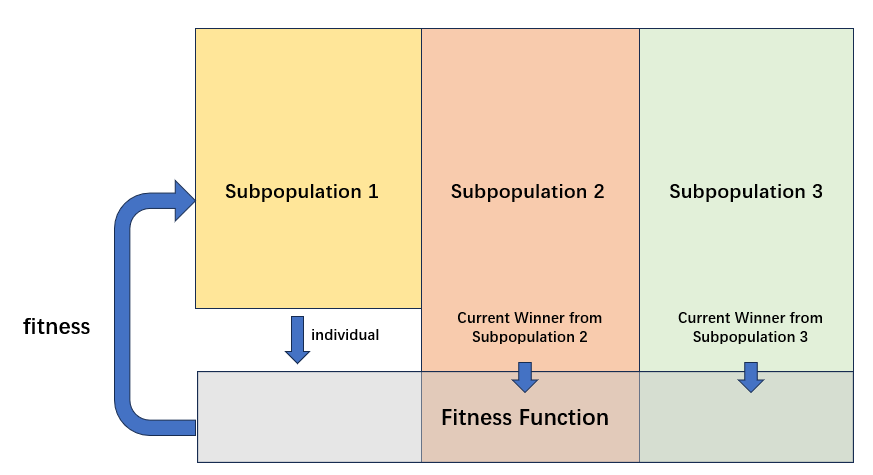 Subpopulation 1
Subpopulation 2
Subpopulation 3
fitness
individual
Current Winner from
Subpopulation 2
Current Winner from
Subpopulation 3
Fitness Function